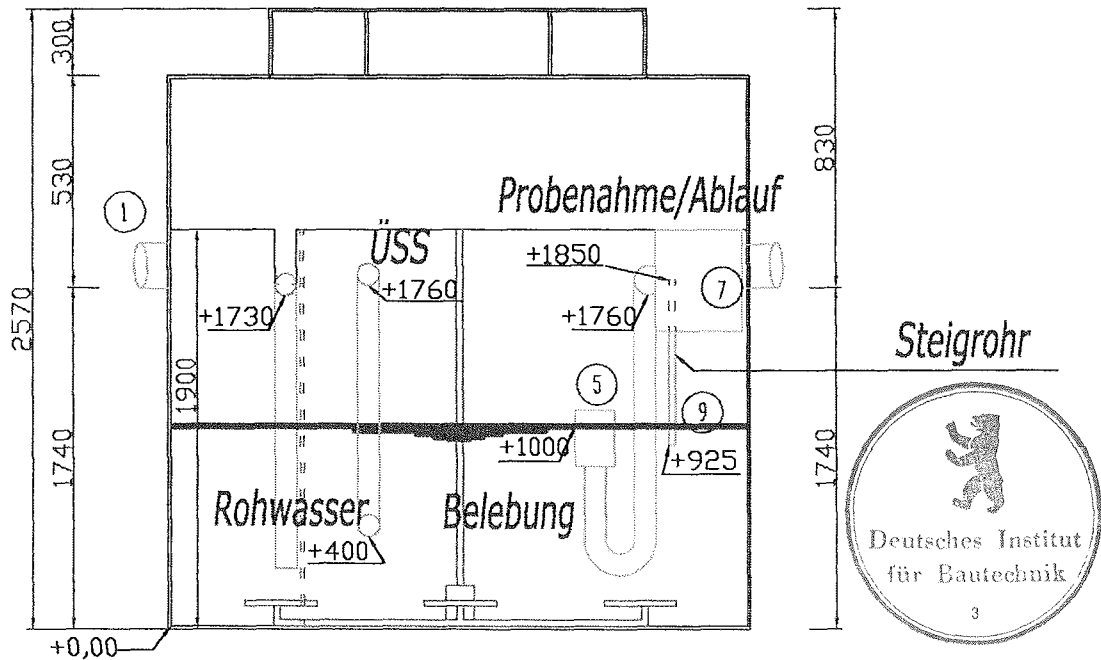 300
530
830
1
Probenahme/Ablauf
ÜSS
+1850
7
+1730
+1760
+1760
2570
Steigrohr
1900
5
9
+1000
+925
1740
1740
Rohwasser
Belebung
+400
Deutsches Institut
für Bautechnik
3
+0,00